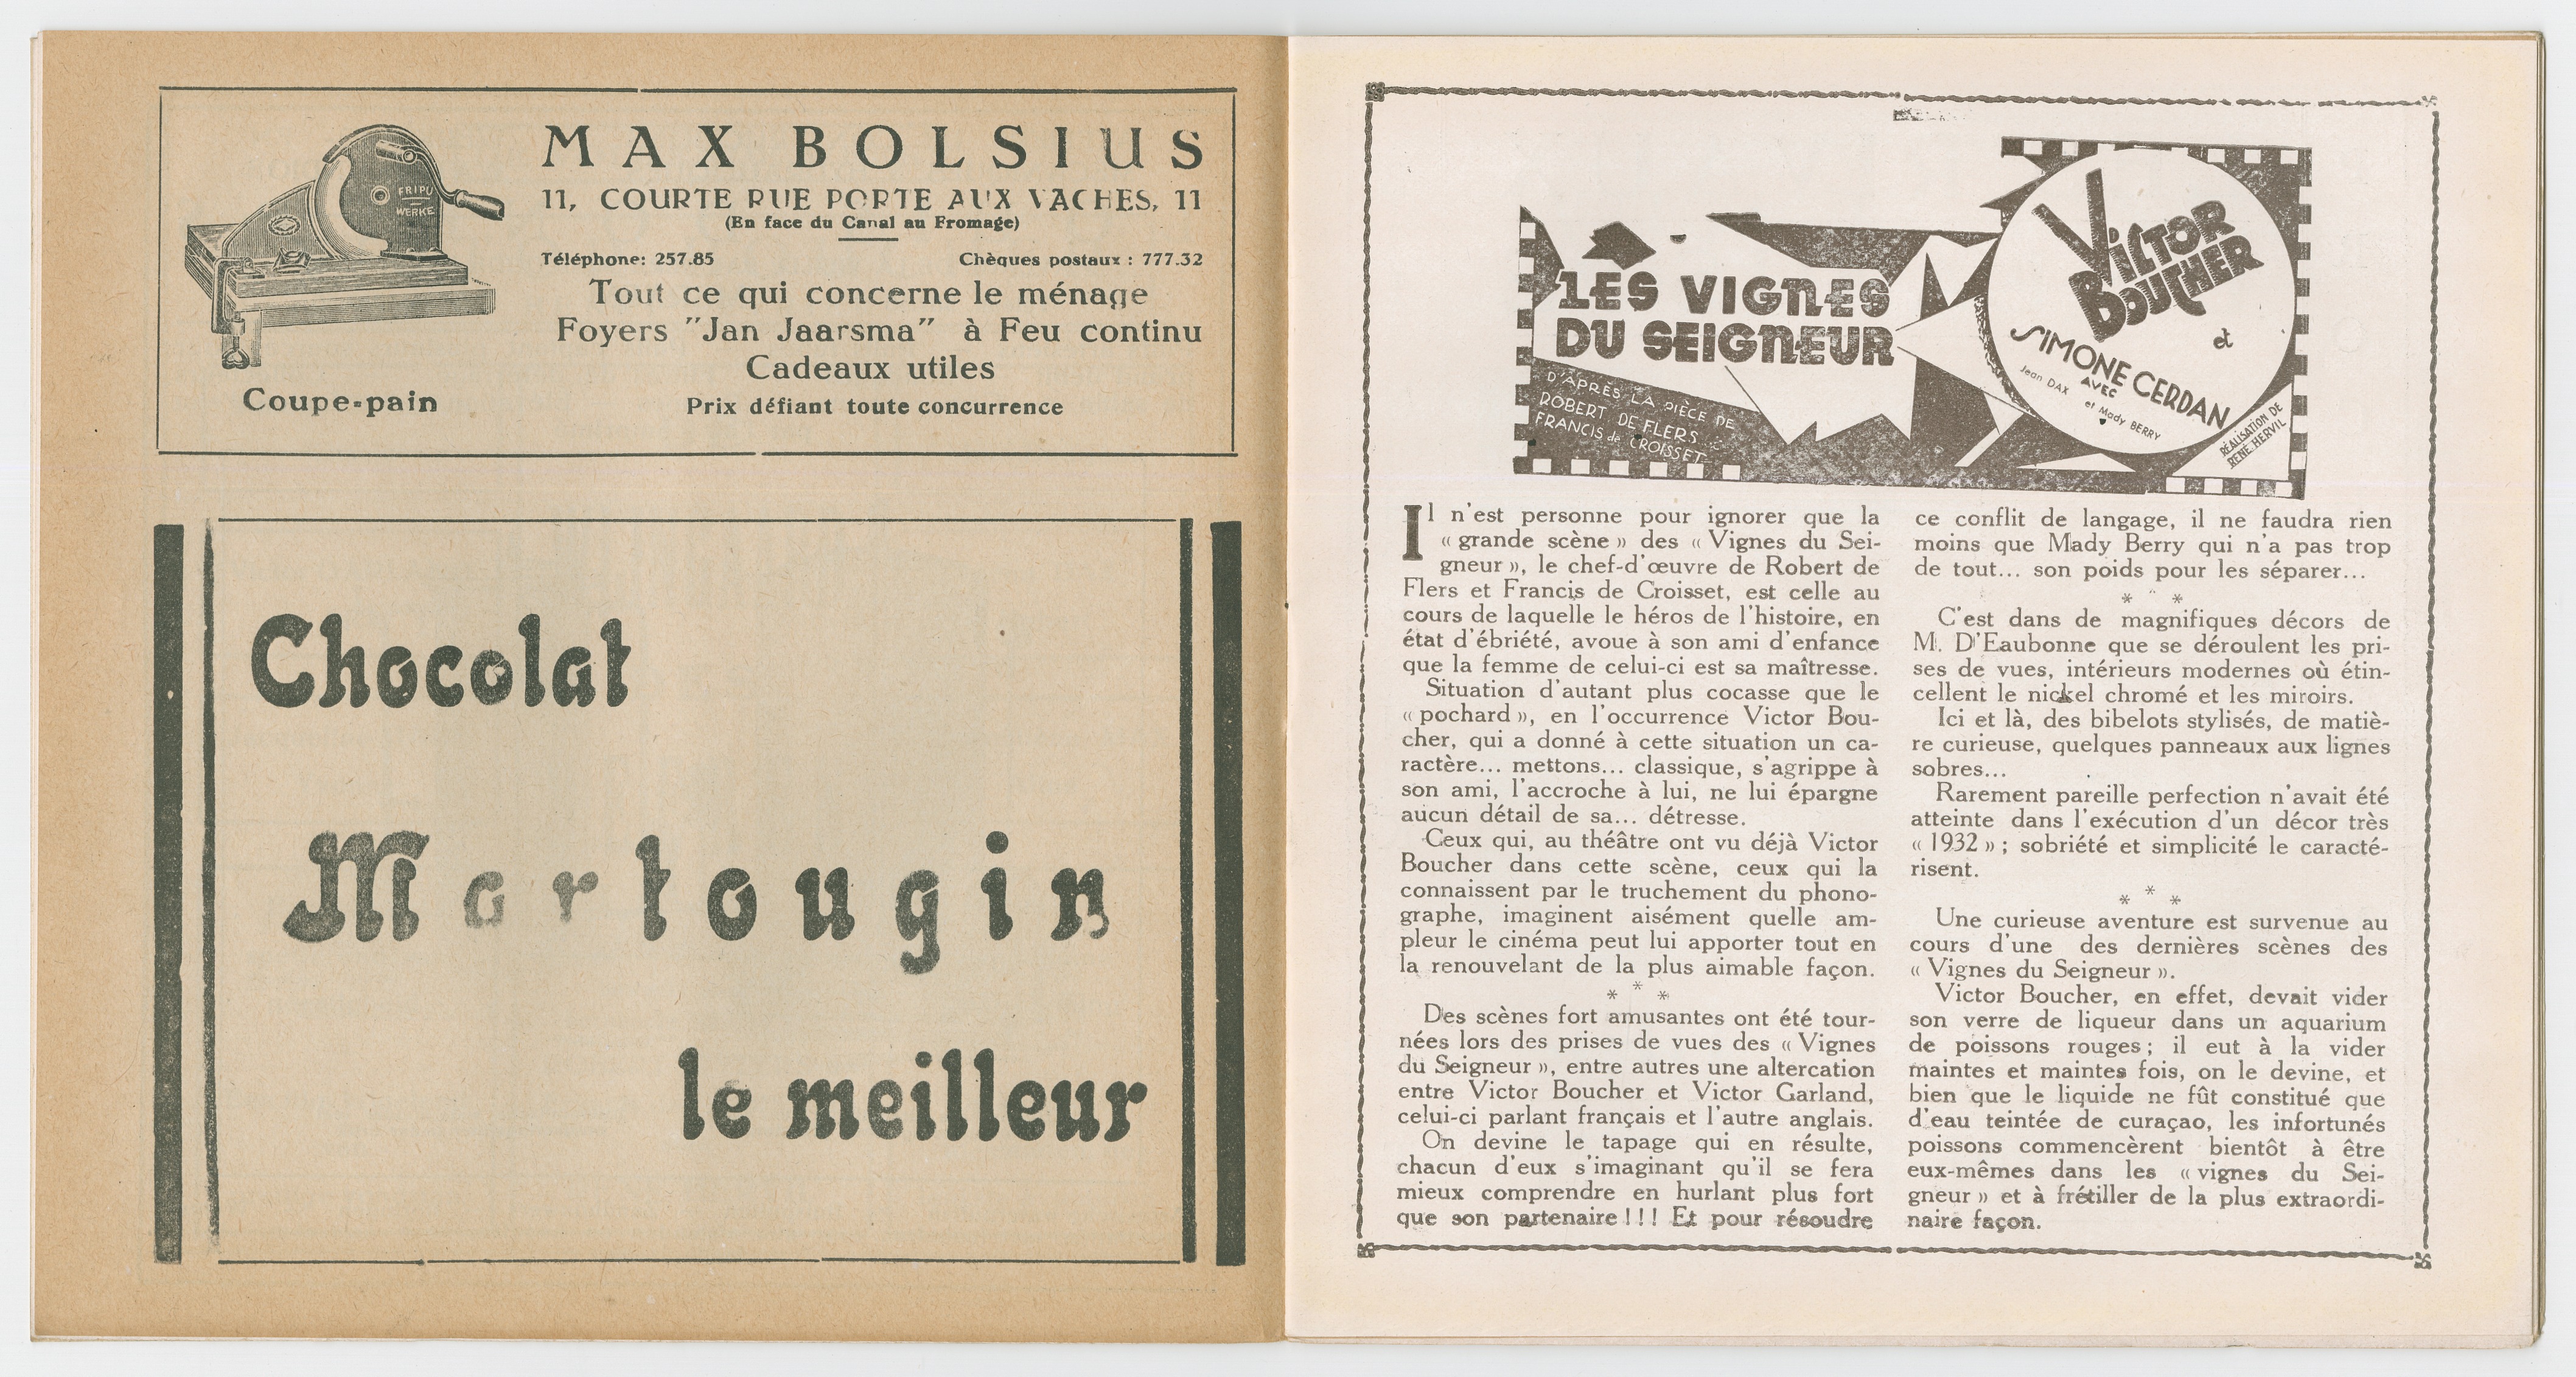 FRIPU
WERKE
Coupe-pain
MAX BOLSIUS
11, COURTE RUE PORTE AUX VACHES, 11
(En face du Canal au Fromage)
Téléphone: 257.85 Chèques postaux : 777.32
Tout ce qui concerne le ménage
Foyers "Jan Jaarsma" à Feu continu
Cadeaux utiles
Prix défiant toute concurrence
Chocolat
Martougin
le meilleur
LES VIGNES
DU SEIGNEUR
D'APRÈS LA PIÈCE DE
ROBERT DE FLERS &
FRANCIS de CROISSET
VICTOR
BOUCHER
et
SIMONE CERDAN
AVEC
Jean DAX et Mady BERRY
RÉALISATION DE
RENÉ HERVIL
Il n'est personne pour ignorer que la
« grande scène » des « Vignes du Sei-
gneur », le chef-d'œuvre de Robert de
Flers et Francis de Croisset, est celle au
cours de laquelle le héros de l'histoire, en
état d'ébriété, avoue à son ami d'enfance
que la femme de celui-ci est sa maîtresse.
Situation d'autant plus cocasse que le
« pochard », en l'occurrence Victor Bou-
cher, qui a donné à cette situation un ca-
ractère... mettons... classique, s'agrippe à
son ami, l'accroche à lui, ne lui épargne
aucun détail de sa... détresse.
Ceux qui, au théâtre ont vu déjà Victor
Boucher dans cette scène, ceux qui la
connaissent par le truchement du phono-
graphe, imaginent aisément quelle am-
pleur le cinéma peut lui apporter tout en
la renouvelant de la plus aimable façon.
* * *
Des scènes fort amusantes ont été tour-
nées lors des prises de vues des « Vignes
du Seigneur », entre autres une altercation
entre Victor Boucher et Victor Garland,
celui-ci parlant français et l'autre anglais.
On devine le tapage qui en résulte,
chacun d'eux s'imaginant qu'il se fera
mieux comprendre en hurlant plus fort
que son partenaire ! ! ! Et pour résoudre
ce conflit de langage, il ne faudra rien
moins que Mady Berry qui n'a pas trop
de tout... son poids pour les séparer...
* * *
C'est dans de magnifiques décors de
M. D'Eaubonne que se déroulent les pri-
ses de vues, intérieurs modernes où étin-
cellent le nickel chromé et les miroirs.
Ici et là, des bibelots stylisés, de matiè-
re curieuse, quelques panneaux aux lignes
sobres...
Rarement pareille perfection n'avait été
atteinte dans l'exécution d'un décor très
« 1932 » ; sobriété et simplicité le caracté-
risent.
* * *
Une curieuse aventure est survenue au
cours d'une des dernières scènes des
« Vignes du Seigneur ».
Victor Boucher, en effet, devait vider
son verre de liqueur dans un aquarium
de poissons rouges ; il eut à la vider
maintes et maintes fois, on le devine, et
bien que le liquide ne fût constitué que
d'eau teintée de curaçao, les infortunés
poissons commencèrent bientôt à être
eux-mêmes dans les « vignes du Sei-
gneur » et à frétiller de la plus extraordi-
naire façon.